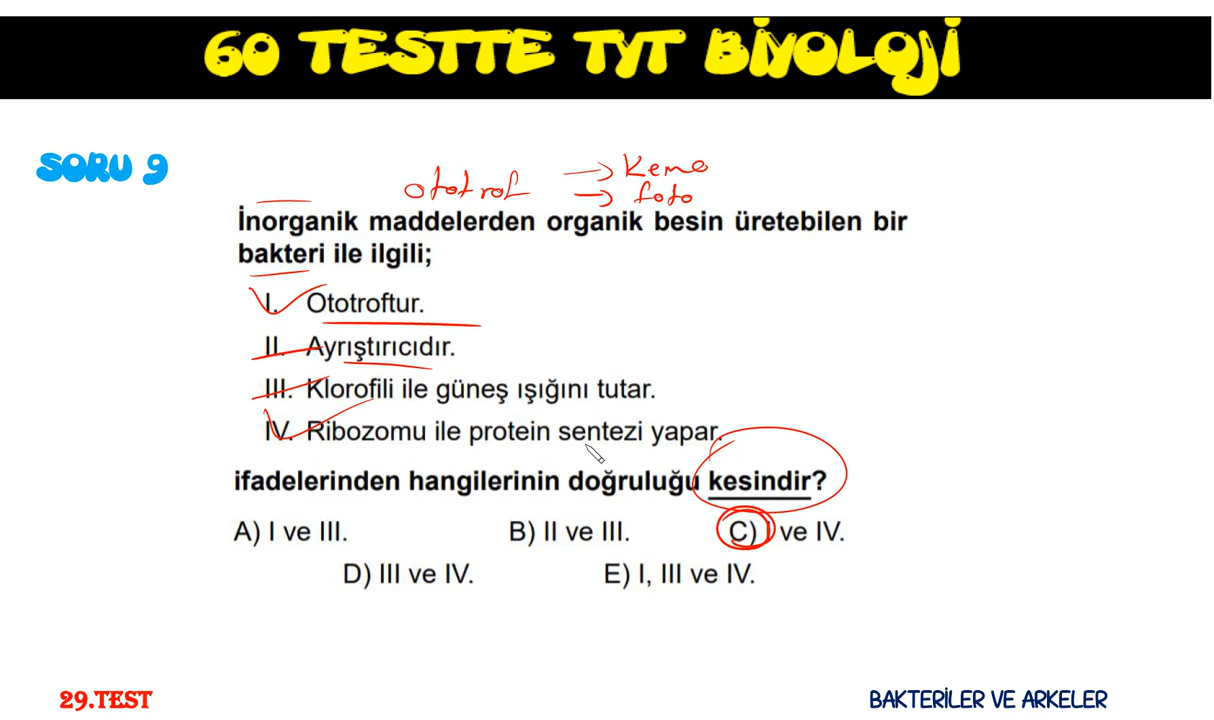 60 TESTTE TYT BİYOLOJİ
SORU 9
ototrof → Kemo
→ foto
İnorganik maddelerden organik besin üretebilen bir
bakteri ile ilgili;
I. Ototroftur.
II. Ayrıştırıcıdır.
III. Klorofili ile güneş ışığını tutar.
IV. Ribozomu ile protein sentezi yapar.
ifadelerinden hangilerinin doğruluğu kesindir?
A) I ve III. B) II ve III. C) I ve IV.
D) III ve IV. E) I, III ve IV.
29.TEST BAKTERİLER VE ARKELER